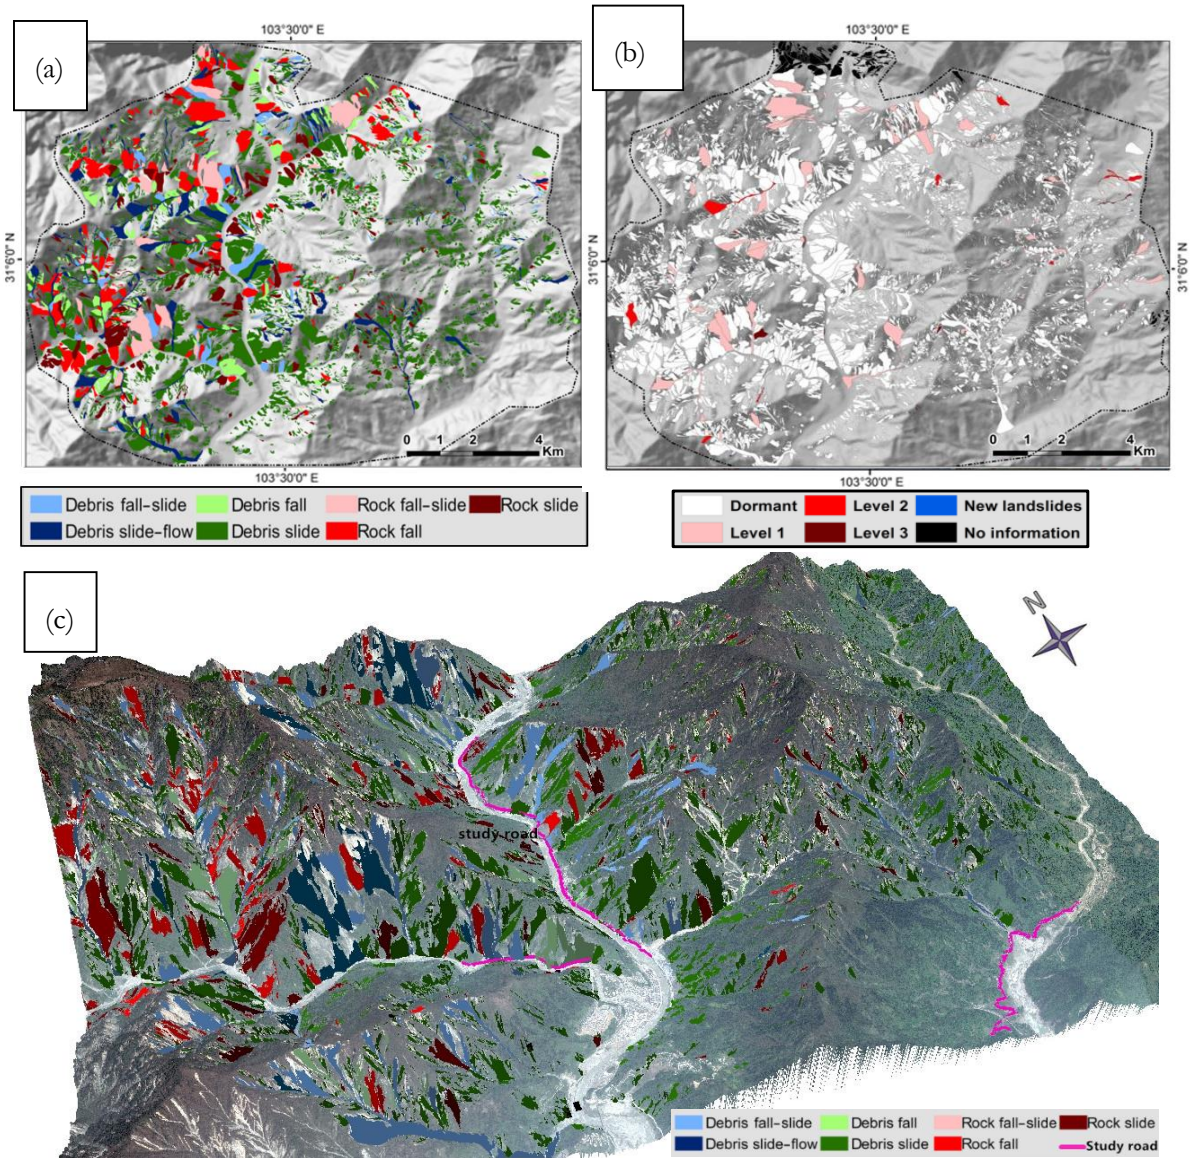 (a)
103°30'0" E
31°6'0" N
0 1 2 4
Km
103°30'0" E
Debris fall-slide Debris fall Rock fall-slide Rock slide
Debris slide-flow Debris slide Rock fall
(b)
103°30'0" E
31°6'0" N
31°6'0" N
0 1 2 4
Km
103°30'0" E
Dormant Level 2 New landslides
Level 1 Level 3 No information
(c)
N
study road
Debris fall-slide Debris fall Rock fall-slide Rock slide
Debris slide-flow Debris slide Rock fall Study road